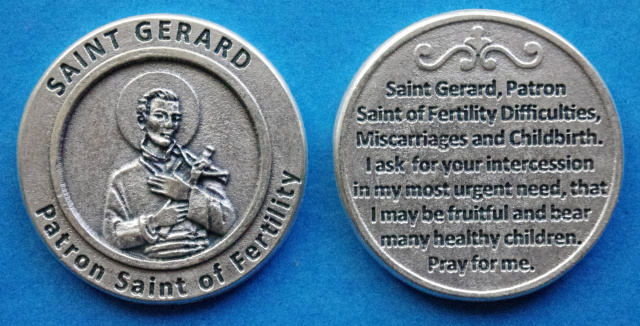 SAINT GERARD
Patron Saint of Fertility
Saint Gerard, Patron
Saint of Fertility Difficulties,
Miscarriages and Childbirth.
I ask for your intercession
in my most urgent need, that
I may be fruitful and bear
many healthy children.
Pray for me.